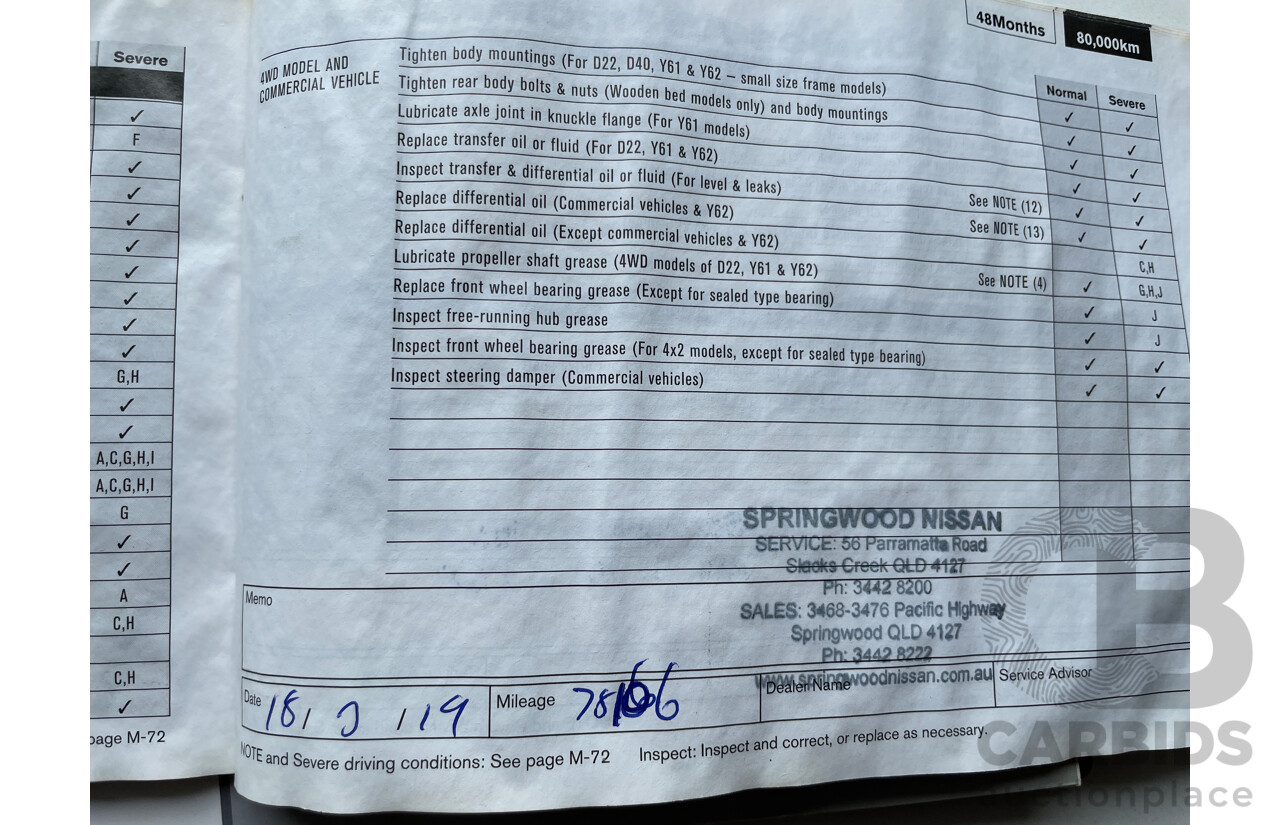 Severe
✓
F
✓
✓
✓
✓
✓
✓
✓
✓
G,H
✓
✓
A,C,G,H,I
A,C,G,H,I
G
✓
✓
A
C,H
C,H
✓
page M-72
48Months 80,000km
4WD MODEL AND
COMMERCIAL VEHICLE
Normal Severe
Tighten body mountings (For D22, D40, Y61 & Y62 – small size frame models) ✓ ✓
Tighten rear body bolts & nuts (Wooden bed models only) and body mountings ✓ ✓
Lubricate axle joint in knuckle flange (For Y61 models) ✓ ✓
Replace transfer oil or fluid (For D22, Y61 & Y62) ✓ ✓
Inspect transfer & differential oil or fluid (For level & leaks) See NOTE (12) ✓ ✓
Replace differential oil (Commercial vehicles & Y62) See NOTE (13) ✓ ✓
Replace differential oil (Except commercial vehicles & Y62) C,H
Lubricate propeller shaft grease (4WD models of D22, Y61 & Y62) See NOTE (4) ✓ G,H,J
Replace front wheel bearing grease (Except for sealed type bearing) ✓ J
Inspect free-running hub grease ✓ J
Inspect front wheel bearing grease (For 4x2 models, except for sealed type bearing) ✓ ✓
Inspect steering damper (Commercial vehicles) ✓ ✓
SPRINGWOOD NISSAN
SERVICE: 56 Parramatta Road
Slacks Creek QLD 4127
Ph: 3442 8200
SALES: 3468-3476 Pacific Highway
Springwood QLD 4127
Ph: 3442 8222
www.springwoodnissan.com.au
Memo
Date 18/ /19 Mileage Dealer Name Service Advisor
NOTE and Severe driving conditions: See page M-72 Inspect: Inspect and correct, or replace as necessary.
CARBIDS
auctionplace